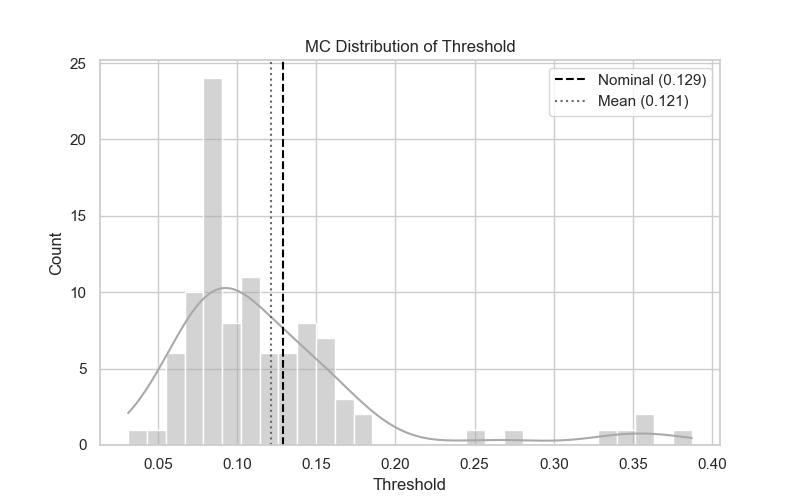 MC Distribution of Threshold
Nominal (0.129)
Mean (0.121)
Count
25
20
15
10
5
0
0.05 0.10 0.15 0.20 0.25 0.30 0.35 0.40
Threshold